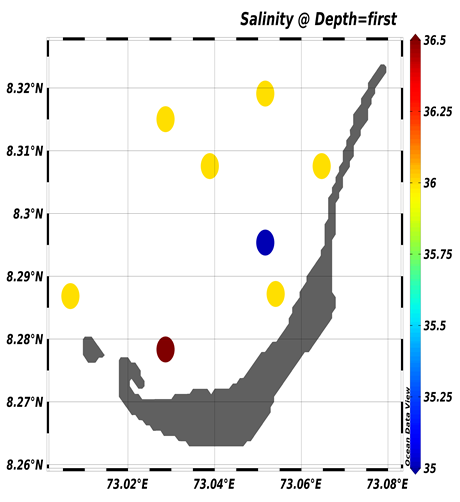 Salinity @ Depth=first
36.5
36.25
36
35.75
35.5
35.25
35
8.32°N
8.31°N
8.3°N
8.29°N
8.28°N
8.27°N
8.26°N
73.02°E 73.04°E 73.06°E 73.08°E
Ocean Data View